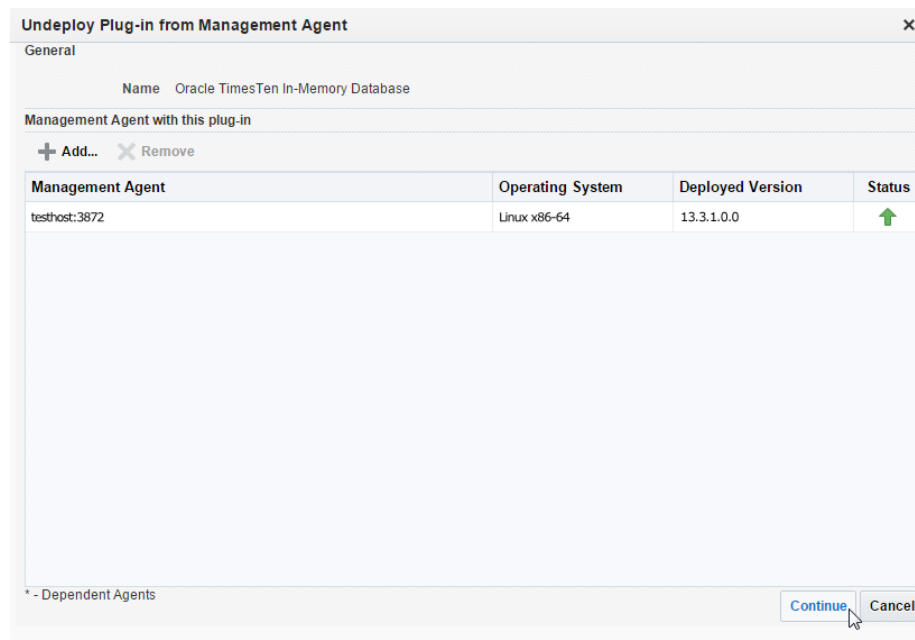 Undeploy Plug-in from Management Agent
General
Name Oracle TimesTen In-Memory Database
Management Agent with this plug-in
Add... Remove
Management Agent Operating System Deployed Version Status
testhost:3872 Linux x86-64 13.3.1.0.0
* - Dependent Agents
Continue Cancel